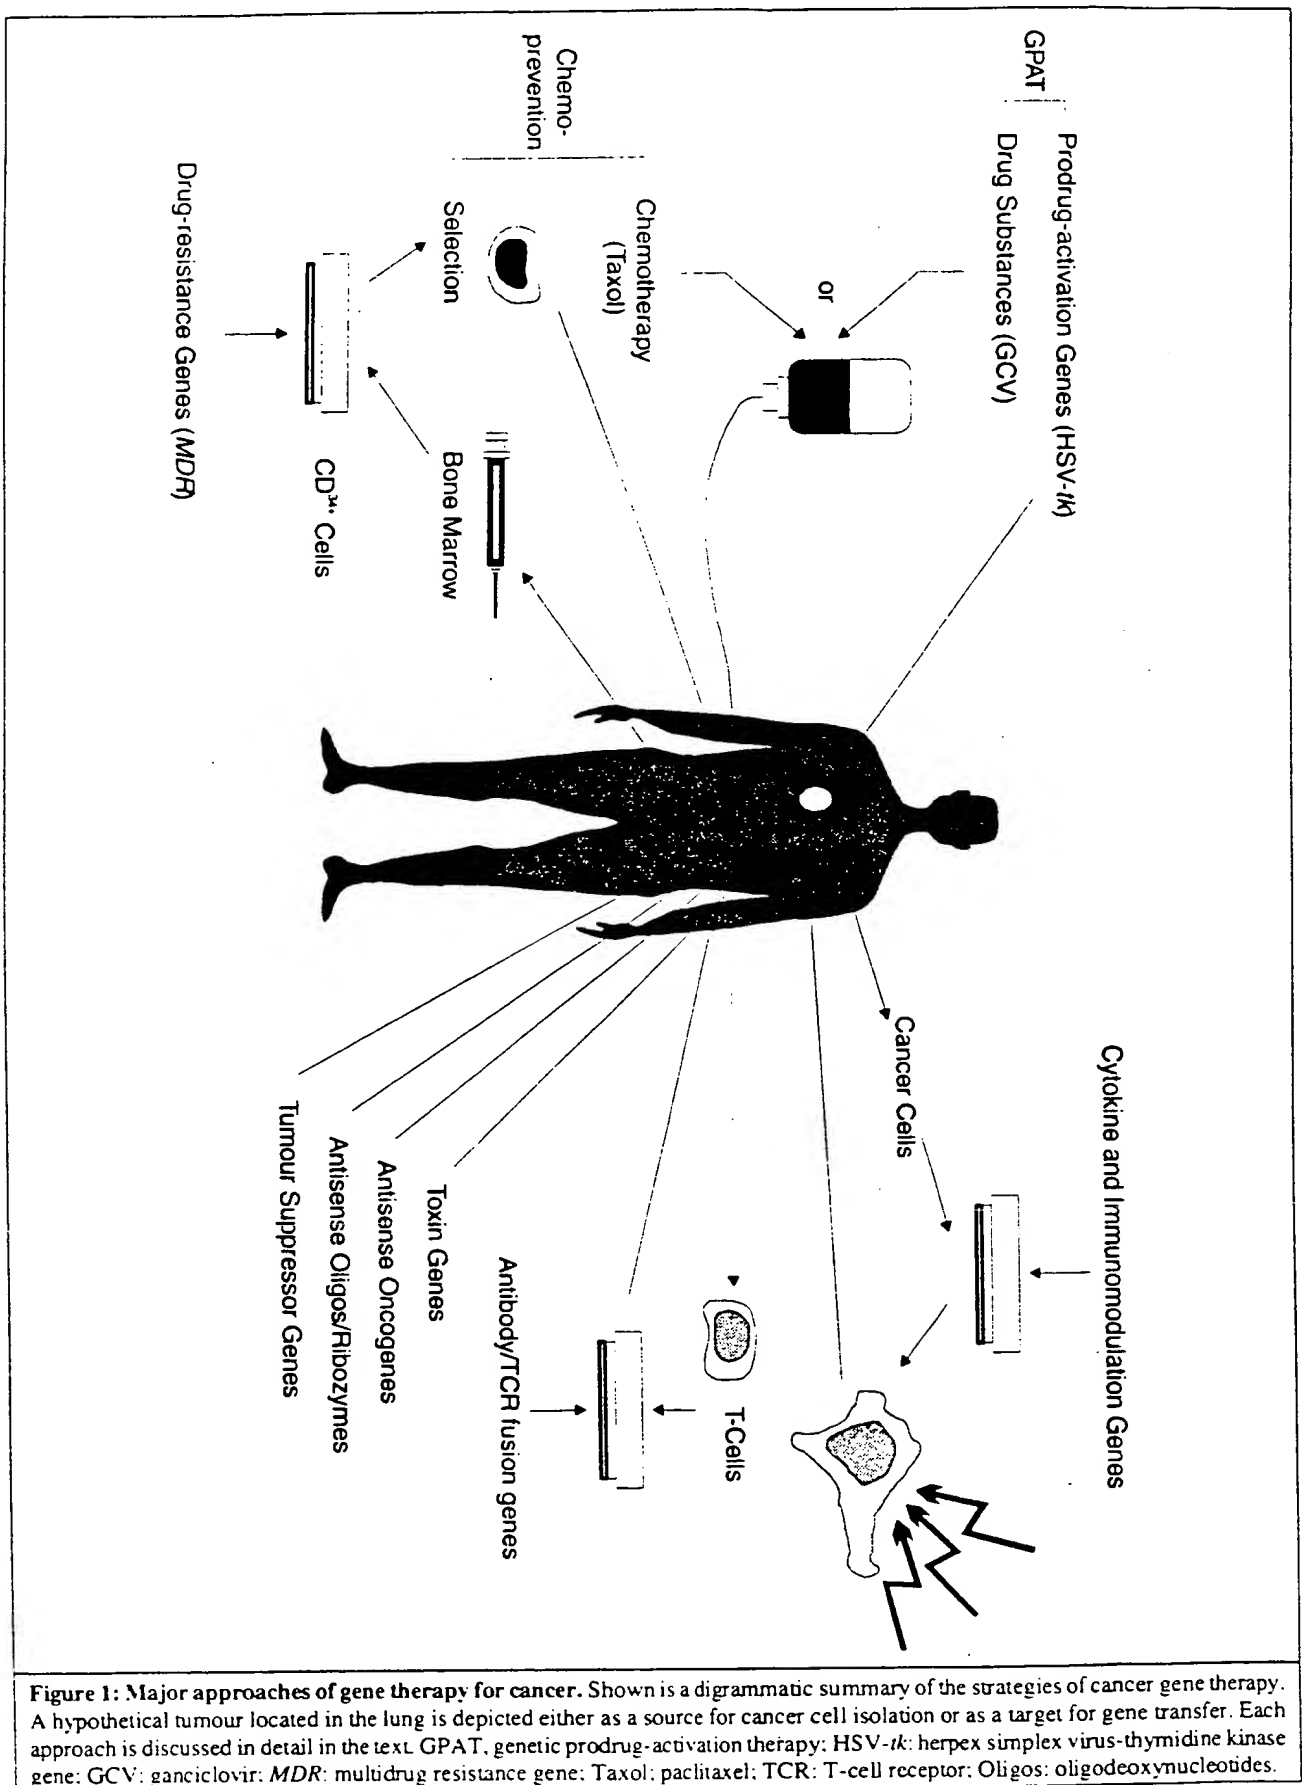 GPAT
Prodrug-activation Genes (HSV-tk)
Drug Substances (GCV)
or
Chemotherapy
(Taxol)
Chemo-
prevention
Selection
Bone Marrow
CD34+ Cells
Drug-resistance Genes (MDR)
Cytokine and Immunomodulation Genes
Cancer Cells
T-Cells
Antibody/TCR fusion genes
Toxin Genes
Antisense Oncogenes
Antisense Oligos/Ribozymes
Tumour Suppressor Genes
Figure 1: Major approaches of gene therapy for cancer. Shown is a digrammatic summary of the strategies of cancer gene therapy.
A hypothetical tumour located in the lung is depicted either as a source for cancer cell isolation or as a target for gene transfer. Each
approach is discussed in detail in the text. GPAT, genetic prodrug-activation therapy; HSV-tk: herpex simplex virus-thymidine kinase
gene; GCV: ganciclovir; MDR: multidrug resistance gene; Taxol: paclitaxel; TCR: T-cell receptor; Oligos: oligodeoxynucleotides.